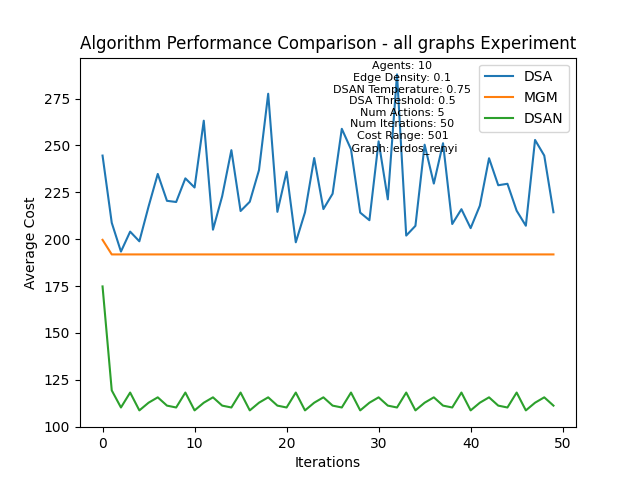 Algorithm Performance Comparison - all graphs Experiment
Agents: 10
Edge Density: 0.1
DSAN Temperature: 0.75
DSA Threshold: 0.5
Num Actions: 5
Num Iterations: 50
Cost Range: 501
Graph: erdos_renyi
DSA
MGM
DSAN
Average Cost
275
250
225
200
175
150
125
100
0
10
20
30
40
50
Iterations